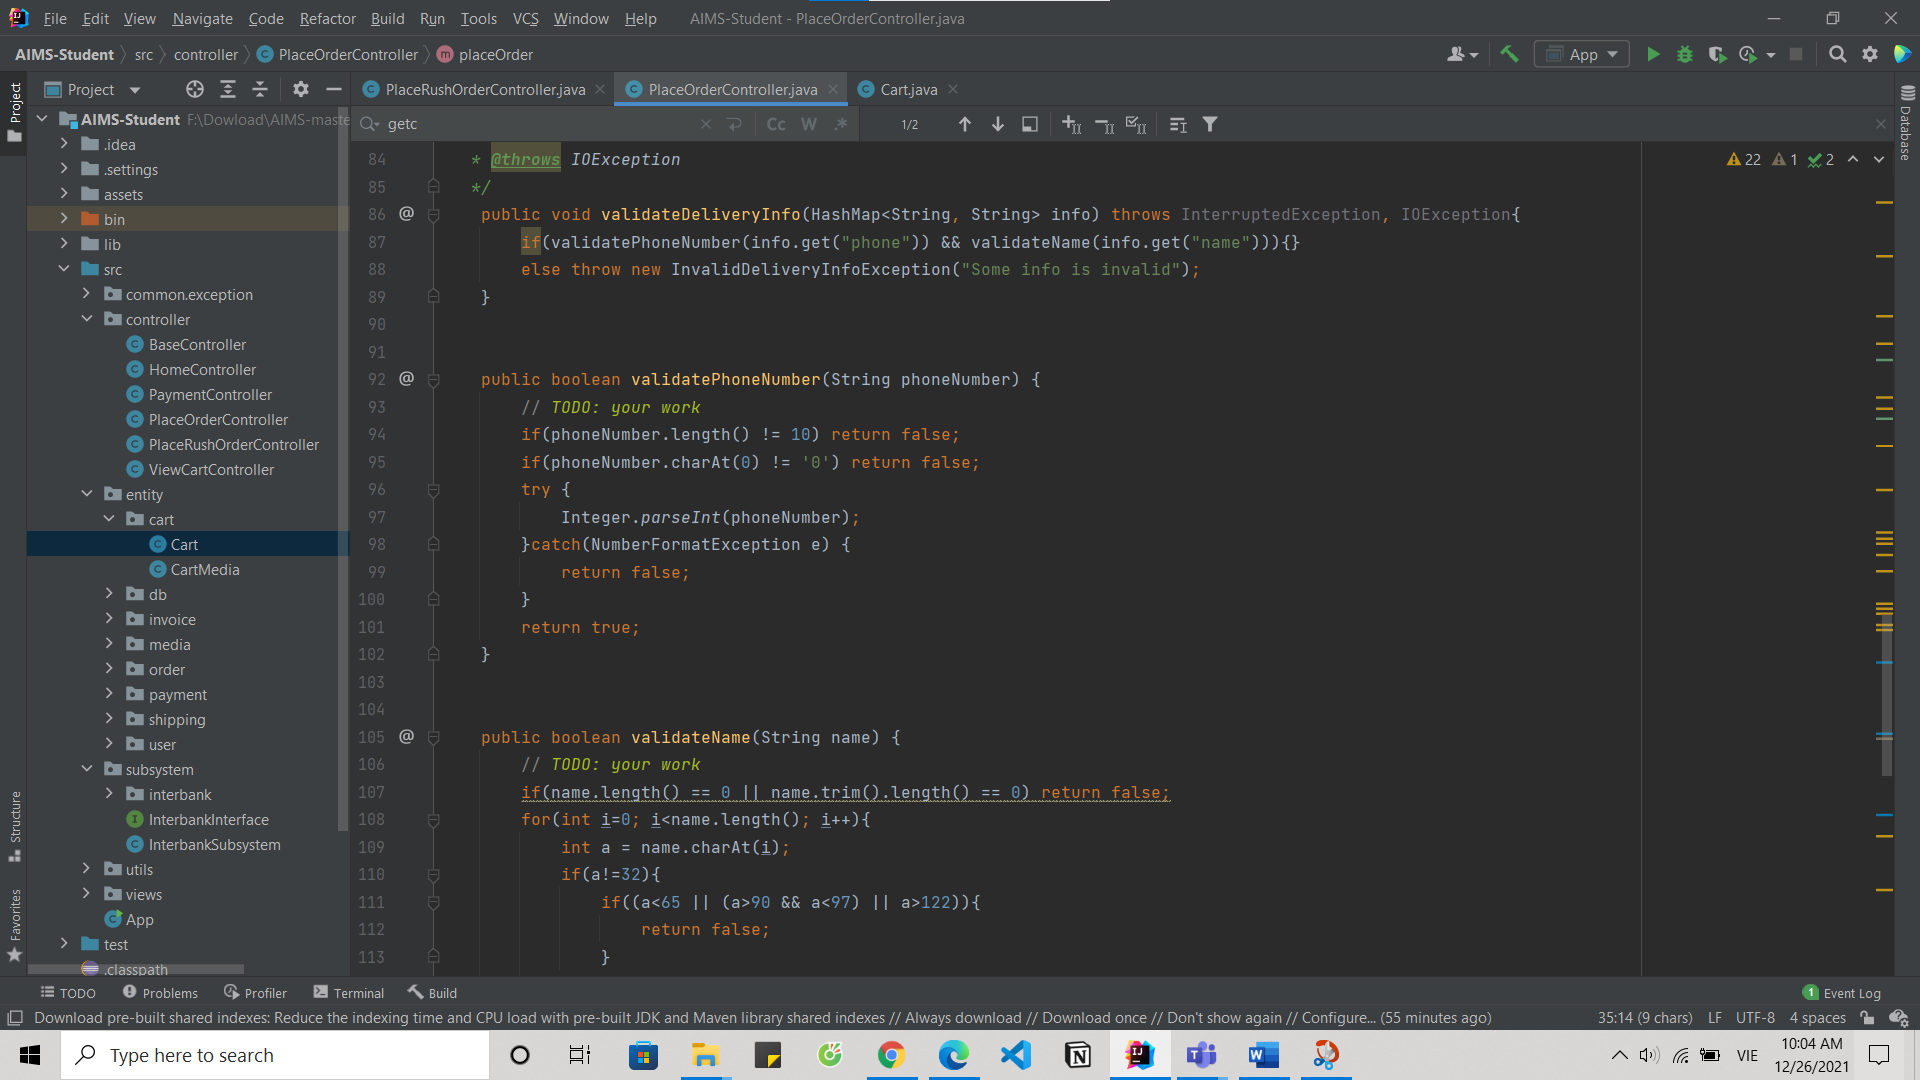 File Edit View Navigate Code Refactor Build Run Tools VCS Window Help AIMS-Student - PlaceOrderController.java
AIMS-Student src controller PlaceOrderController placeOrder App
Project
PlaceRushOrderController.java PlaceOrderController.java Cart.java
getc Cc W .* 1/2
Project
AIMS-Student F:\Dowload\AIMS-maste
.idea
.settings
assets
bin
lib
src
common.exception
controller
BaseController
HomeController
PaymentController
PlaceOrderController
PlaceRushOrderController
ViewCartController
entity
cart
Cart
CartMedia
db
invoice
media
order
payment
shipping
user
subsystem
interbank
InterbankInterface
InterbankSubsystem
utils
views
App
test
.classpath
Structure
Favorites
Database
22 1 2
84 * @throws IOException
85 */
86 @ public void validateDeliveryInfo(HashMap<String, String> info) throws InterruptedException, IOException{
87 if(validatePhoneNumber(info.get("phone")) && validateName(info.get("name"))){}
88 else throw new InvalidDeliveryInfoException("Some info is invalid");
89 }
90
91
92 @ public boolean validatePhoneNumber(String phoneNumber) {
93 // TODO: your work
94 if(phoneNumber.length() != 10) return false;
95 if(phoneNumber.charAt(0) != '0') return false;
96 try {
97 Integer.parseInt(phoneNumber);
98 }catch(NumberFormatException e) {
99 return false;
100 }
101 return true;
102 }
103
104
105 @ public boolean validateName(String name) {
106 // TODO: your work
107 if(name.length() == 0 || name.trim().length() == 0) return false;
108 for(int i=0; i<name.length(); i++){
109 int a = name.charAt(i);
110 if(a!=32){
111 if((a<65 || (a>90 && a<97) || a>122)){
112 return false;
113 }
TODO Problems Profiler Terminal Build 1 Event Log
Download pre-built shared indexes: Reduce the indexing time and CPU load with pre-built JDK and Maven library shared indexes // Always download // Download once // Don't show again // Configure... (55 minutes ago) 35:14 (9 chars) LF UTF-8 4 spaces
Type here to search VIE 10:04 AM
12/26/2021